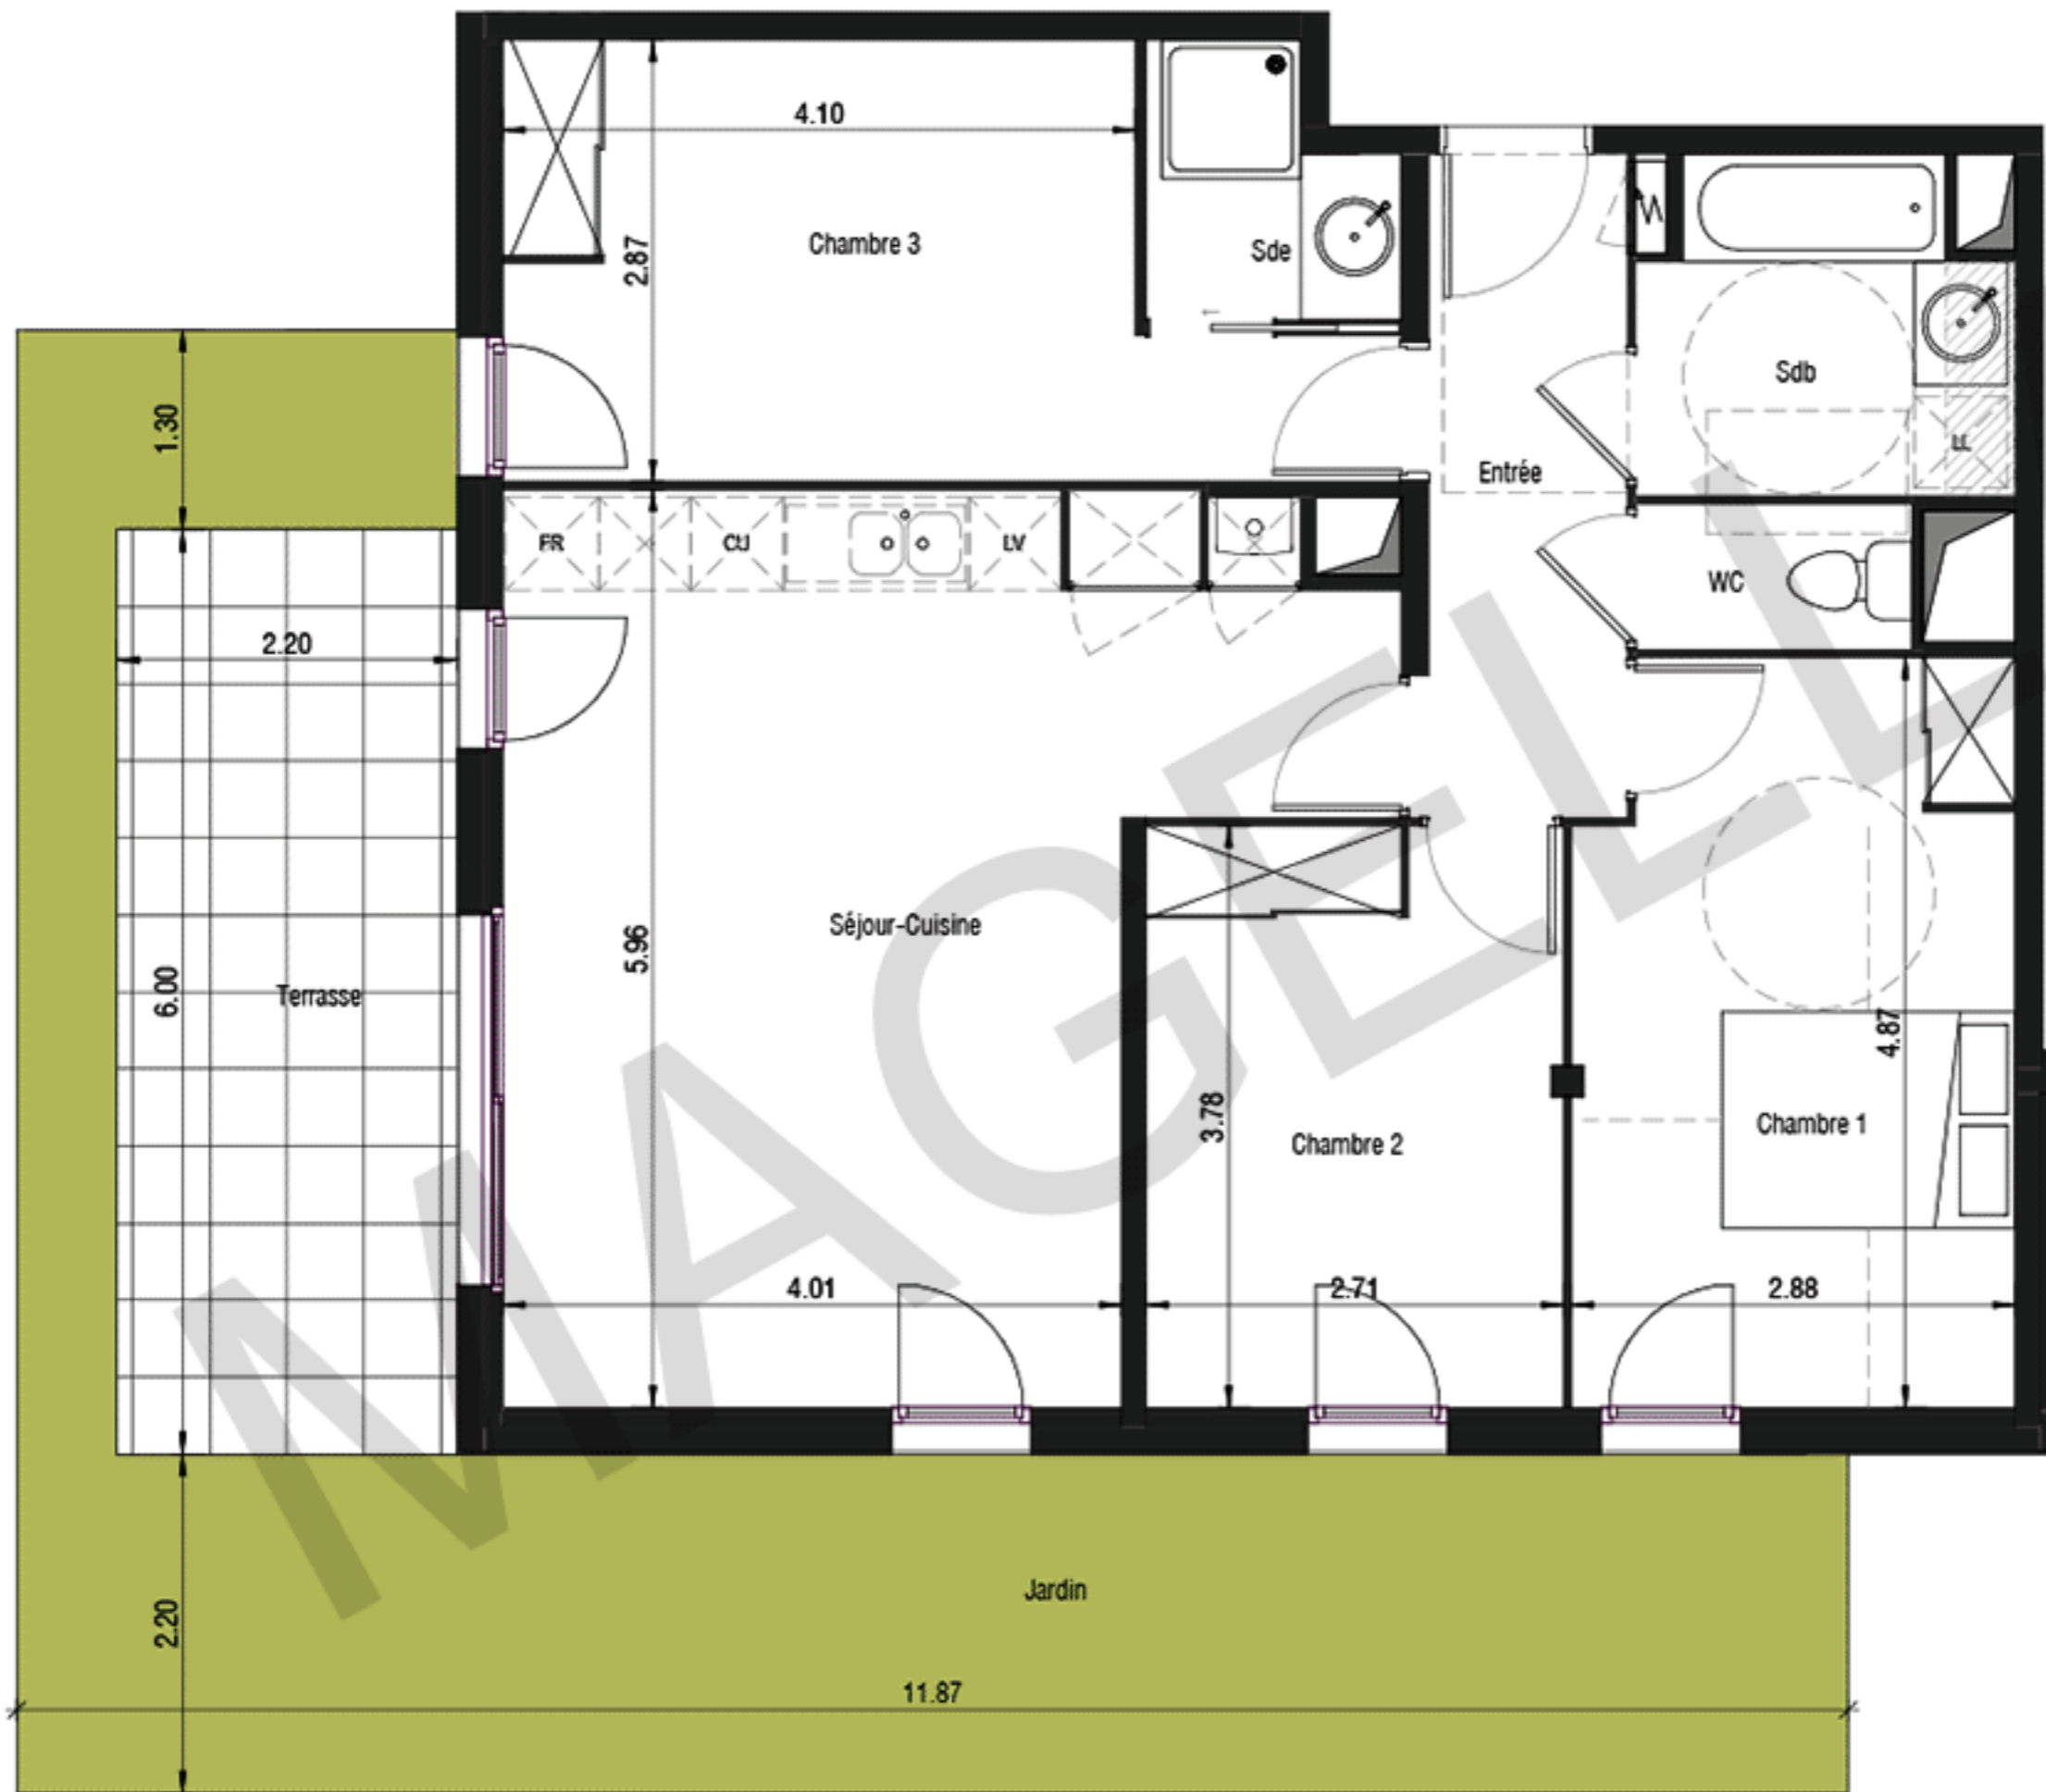 4.10
Chambre 3
2.87
Sde
Sdb
LL
1.30
Entrée
FR
CU
LV
WC
2.20
Séjour-Cuisine
5.96
6.00
Terrasse
4.87
3.78
Chambre 2
Chambre 1
4.01
2.71
2.88
Jardin
2.20
11.87
MAGELL